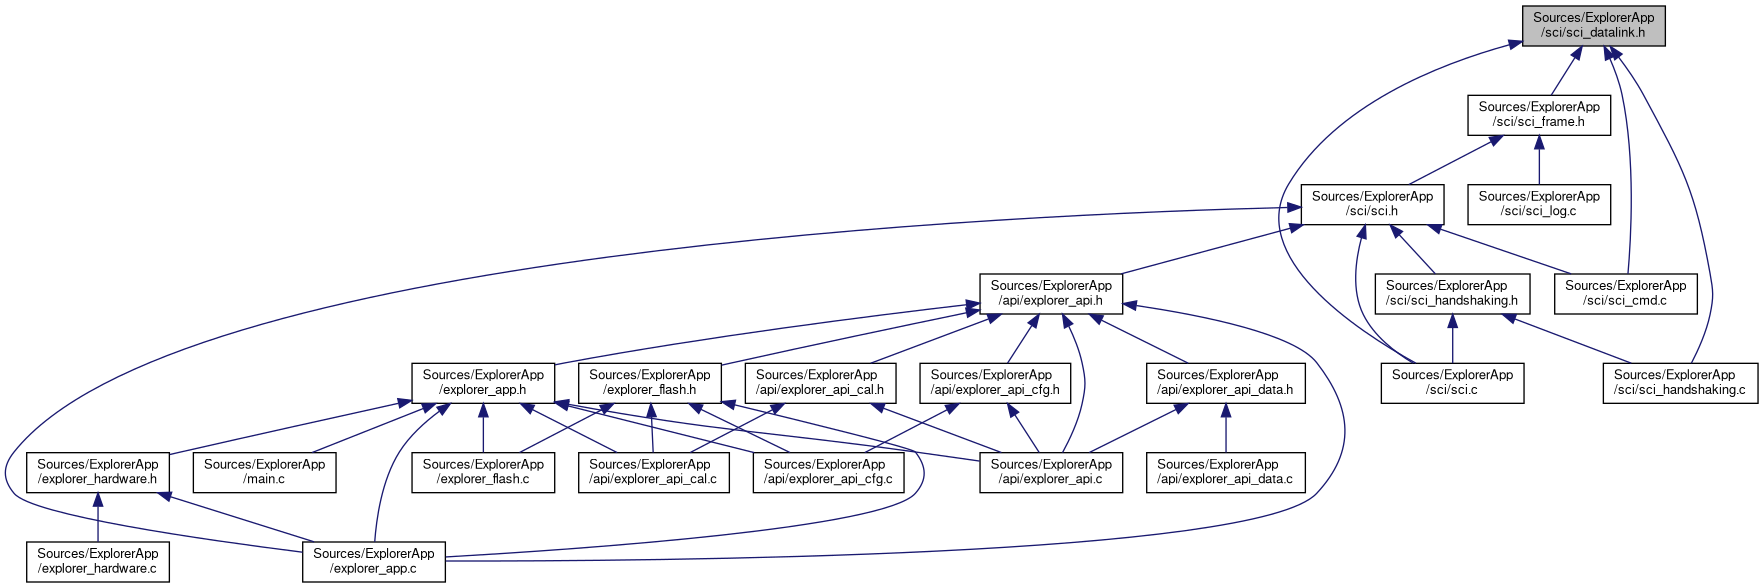 Sources/ExplorerApp
/sci/sci_datalink.h
Sources/ExplorerApp
/sci/sci_frame.h
Sources/ExplorerApp
/sci/sci.h
Sources/ExplorerApp
/sci/sci_log.c
Sources/ExplorerApp
/api/explorer_api.h
Sources/ExplorerApp
/sci/sci_handshaking.h
Sources/ExplorerApp
/sci/sci_cmd.c
Sources/ExplorerApp
/explorer_app.h
Sources/ExplorerApp
/explorer_flash.h
Sources/ExplorerApp
/api/explorer_api_cal.h
Sources/ExplorerApp
/api/explorer_api_cfg.h
Sources/ExplorerApp
/api/explorer_api_data.h
Sources/ExplorerApp
/sci/sci.c
Sources/ExplorerApp
/sci/sci_handshaking.c
Sources/ExplorerApp
/explorer_hardware.h
Sources/ExplorerApp
/main.c
Sources/ExplorerApp
/explorer_flash.c
Sources/ExplorerApp
/api/explorer_api_cal.c
Sources/ExplorerApp
/api/explorer_api_cfg.c
Sources/ExplorerApp
/api/explorer_api.c
Sources/ExplorerApp
/api/explorer_api_data.c
Sources/ExplorerApp
/explorer_hardware.c
Sources/ExplorerApp
/explorer_app.c